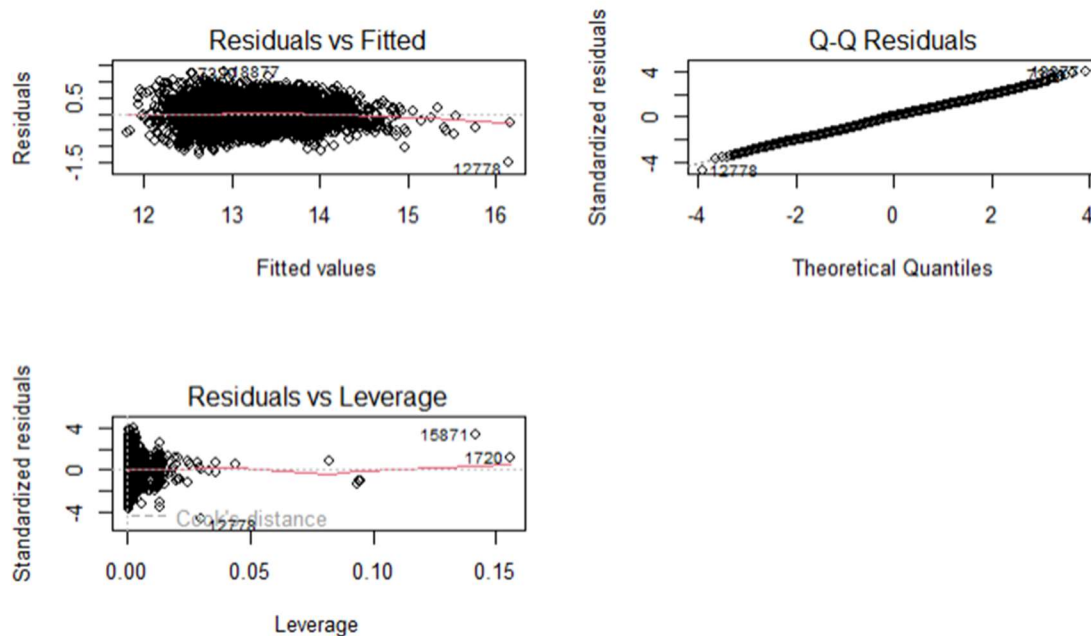 Residuals vs Fitted
Residuals
0.5
-1.5
18877
12778
12 13 14 15 16
Fitted values
Q-Q Residuals
Standardized residuals
4
0
-4
12778
-4 -2 0 2 4
Theoretical Quantiles
Residuals vs Leverage
Standardized residuals
4
0
-4
15871
1720
Cook's distance
12778
0.00 0.05 0.10 0.15
Leverage